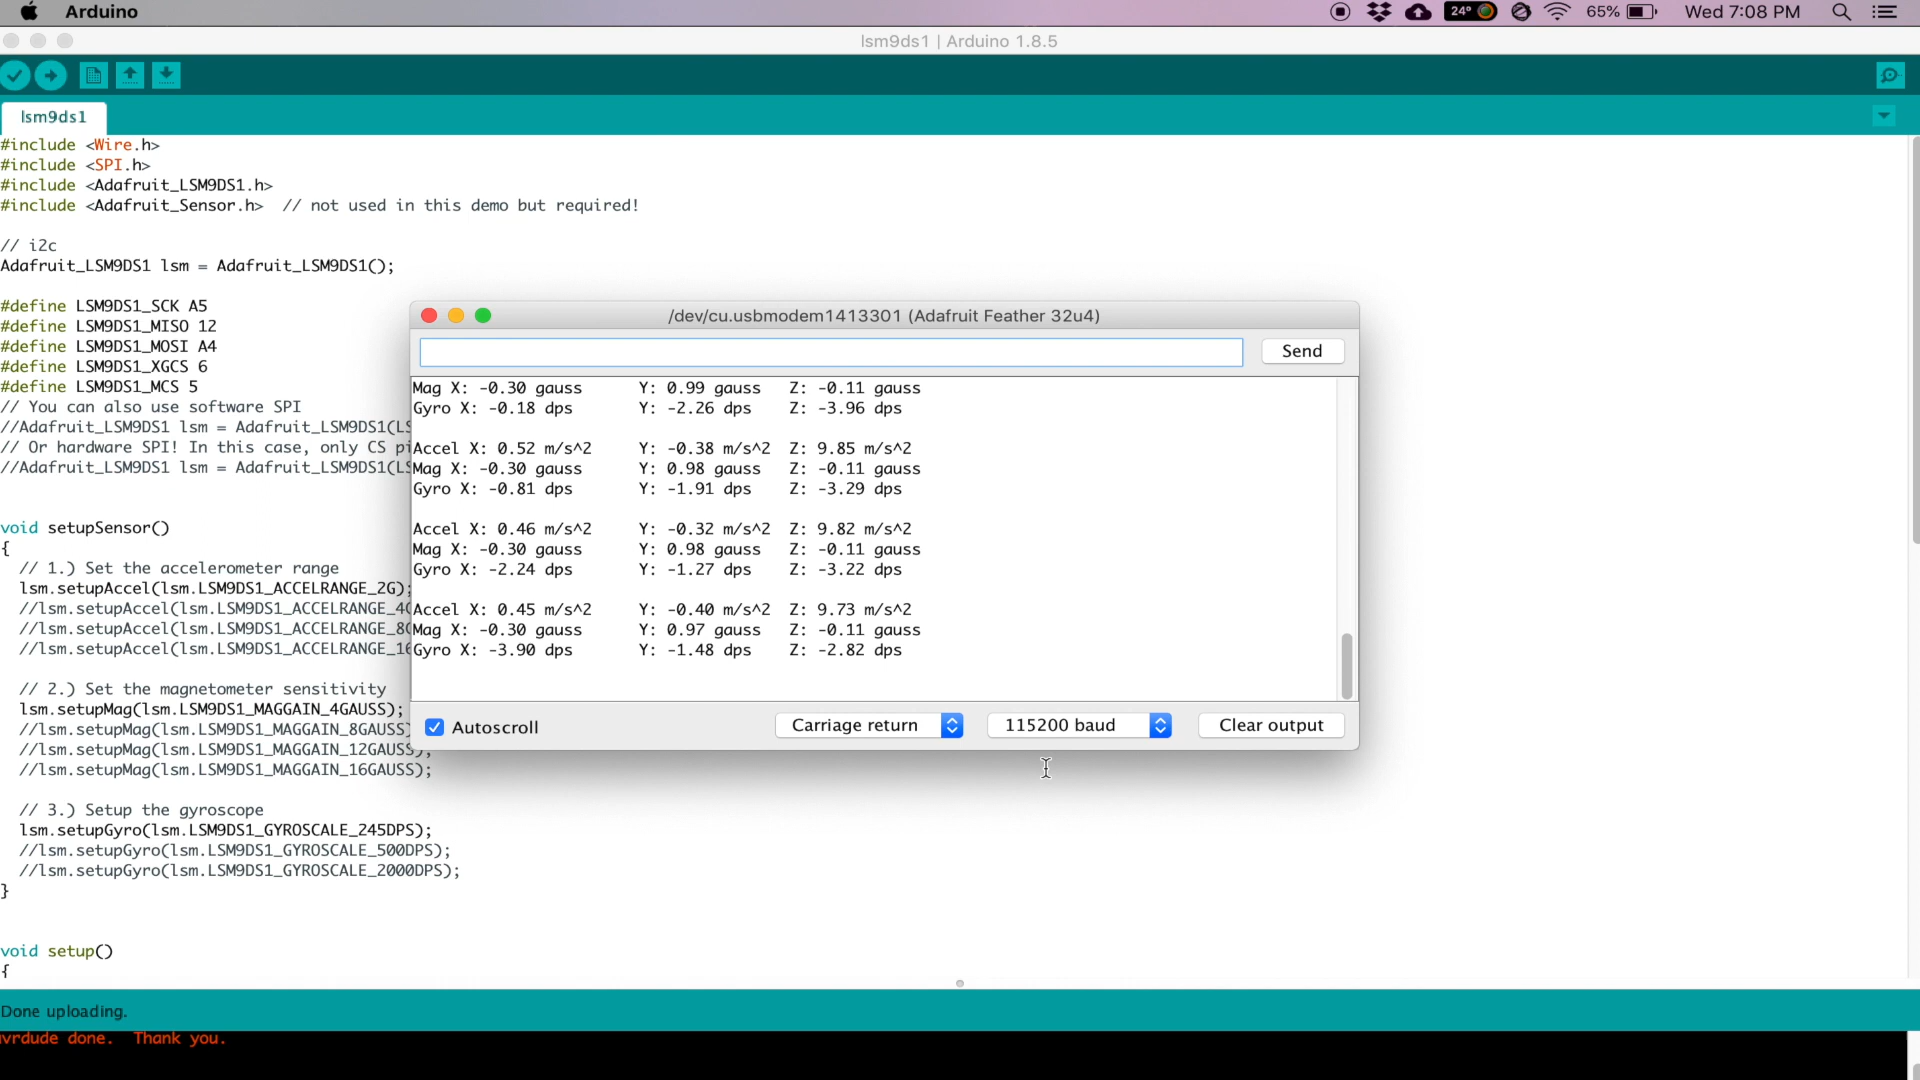 Arduino
24°
65%
Wed 7:08 PM
lsm9ds1 | Arduino 1.8.5
lsm9ds1
#include <Wire.h>
#include <SPI.h>
#include <Adafruit_LSM9DS1.h>
#include <Adafruit_Sensor.h>  // not used in this demo but required!
// i2c
Adafruit_LSM9DS1 lsm = Adafruit_LSM9DS1();
#define LSM9DS1_SCK A5
#define LSM9DS1_MISO 12
#define LSM9DS1_MOSI A4
#define LSM9DS1_XGCS 6
#define LSM9DS1_MCS 5
// You can also use software SPI
//Adafruit_LSM9DS1 lsm = Adafruit_LSM9DS1(LS
// Or hardware SPI! In this case, only CS pi
//Adafruit_LSM9DS1 lsm = Adafruit_LSM9DS1(LS
void setupSensor()
{
// 1.) Set the accelerometer range
lsm.setupAccel(lsm.LSM9DS1_ACCELRANGE_2G);
//lsm.setupAccel(lsm.LSM9DS1_ACCELRANGE_4G
//lsm.setupAccel(lsm.LSM9DS1_ACCELRANGE_8G
//lsm.setupAccel(lsm.LSM9DS1_ACCELRANGE_16
// 2.) Set the magnetometer sensitivity
lsm.setupMag(lsm.LSM9DS1_MAGGAIN_4GAUSS);
//lsm.setupMag(lsm.LSM9DS1_MAGGAIN_8GAUSS)
//lsm.setupMag(lsm.LSM9DS1_MAGGAIN_12GAUSS);
//lsm.setupMag(lsm.LSM9DS1_MAGGAIN_16GAUSS);
// 3.) Setup the gyroscope
lsm.setupGyro(lsm.LSM9DS1_GYROSCALE_245DPS);
//lsm.setupGyro(lsm.LSM9DS1_GYROSCALE_500DPS);
//lsm.setupGyro(lsm.LSM9DS1_GYROSCALE_2000DPS);
}
void setup()
{
/dev/cu.usbmodem1413301 (Adafruit Feather 32u4)
Send
Mag X: -0.30 gauss      Y: 0.99 gauss   Z: -0.11 gauss
Gyro X: -0.18 dps       Y: -2.26 dps    Z: -3.96 dps
Accel X: 0.52 m/s^2     Y: -0.38 m/s^2  Z: 9.85 m/s^2
Mag X: -0.30 gauss      Y: 0.98 gauss   Z: -0.11 gauss
Gyro X: -0.81 dps       Y: -1.91 dps    Z: -3.29 dps
Accel X: 0.46 m/s^2     Y: -0.32 m/s^2  Z: 9.82 m/s^2
Mag X: -0.30 gauss      Y: 0.98 gauss   Z: -0.11 gauss
Gyro X: -2.24 dps       Y: -1.27 dps    Z: -3.22 dps
Accel X: 0.45 m/s^2     Y: -0.40 m/s^2  Z: 9.73 m/s^2
Mag X: -0.30 gauss      Y: 0.97 gauss   Z: -0.11 gauss
Gyro X: -3.90 dps       Y: -1.48 dps    Z: -2.82 dps
Autoscroll
Carriage return
115200 baud
Clear output
Done uploading.
avrdude done.  Thank you.